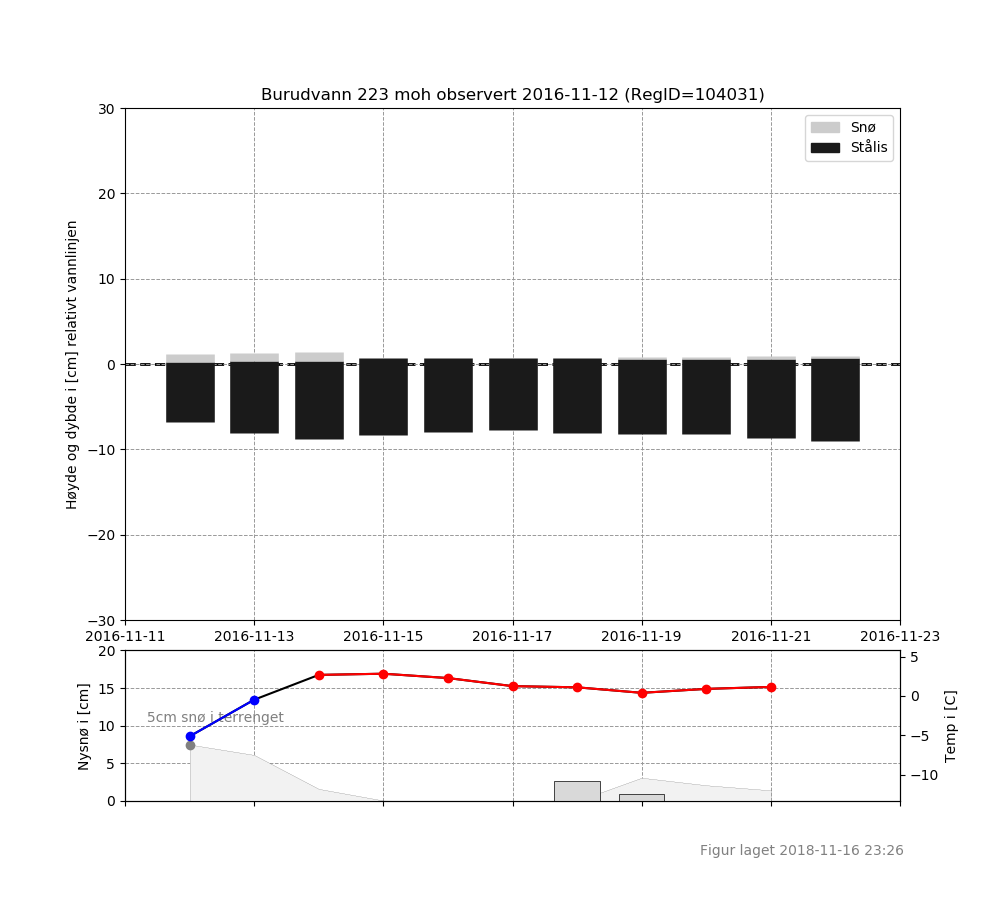 Burudvann 223 moh observert 2016-11-12 (RegID=104031)
Snø
Stålis
Høyde og dybde i [cm] relativt vannlinjen
30
20
10
0
−10
−20
−30
2016-11-11 2016-11-13 2016-11-15 2016-11-17 2016-11-19 2016-11-21 2016-11-23
Nysnø i [cm]
20
15
10
5
0
5cm snø i terrenget
5
0
−5
−10
Temp i [C]
Figur laget 2018-11-16 23:26